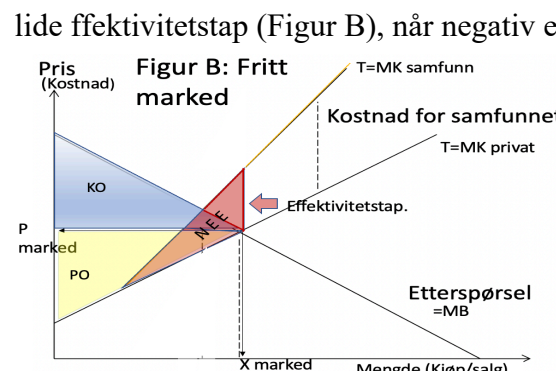 lide ffektivitetstap (Figur B), når negativ e
Pris
(Kostnad)
Figur B: Fritt
marked
T=MK samfunn
Kostnad for samfunnet
T=MK privat
KO
NEE
Effektivitetstap.
P
marked
PO
Etterspørsel
=MB
X marked
Mengde (Kjøp/salg)